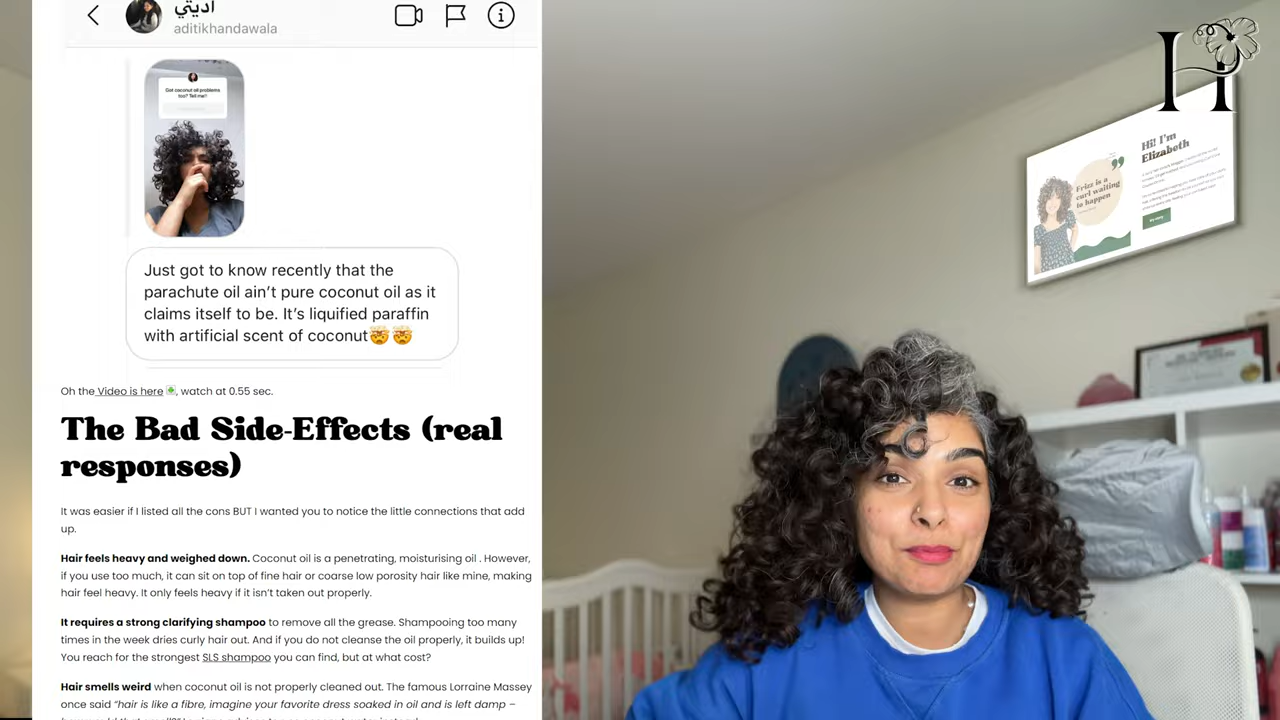 اديتي
aditikhandawala
Got coconut oil problems
too? Tell me!!
Just got to know recently that the
parachute oil ain't pure coconut oil as it
claims itself to be. It's liquified paraffin
with artificial scent of coconut🤯🤯
Oh the Video is here , watch at 0.55 sec.
The Bad Side-Effects (real
responses)
It was easier if I listed all the cons BUT I wanted you to notice the little connections that add
up.
Hair feels heavy and weighed down. Coconut oil is a penetrating, moisturising oil . However,
if you use too much, it can sit on top of fine hair or coarse low porosity hair like mine, making
hair feel heavy. It only feels heavy if it isn't taken out properly.
It requires a strong clarifying shampoo to remove all the grease. Shampooing too many
times in the week dries curly hair out. And if you do not cleanse the oil properly, it builds up!
You reach for the strongest SLS shampoo you can find, but at what cost?
Hair smells weird when coconut oil is not properly cleaned out. The famous Lorraine Massey
once said “hair is like a fibre, imagine your favorite dress soaked in oil and is left damp –
H
Hi! I'm
Elizabeth
Frizz is a
curl waiting
to happen